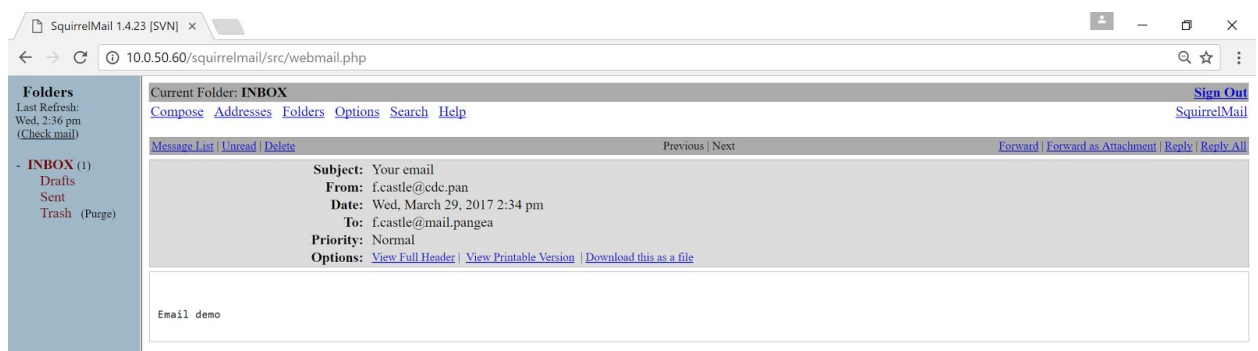 SquirrelMail 1.4.23 [SVN]
10.0.50.60/squirrelmail/src/webmail.php
Folders
Last Refresh:
Wed, 2:36 pm
(Check mail)
- INBOX (1)
Drafts
Sent
Trash (Purge)
Current Folder: INBOX
Sign Out
Compose Addresses Folders Options Search Help
SquirrelMail
Message List | Unread | Delete
Previous | Next
Forward | Forward as Attachment | Reply | Reply All
Subject: Your email
From: f.castle@cdc.pan
Date: Wed, March 29, 2017 2:34 pm
To: f.castle@mail.pangea
Priority: Normal
Options: View Full Header | View Printable Version | Download this as a file
Email demo